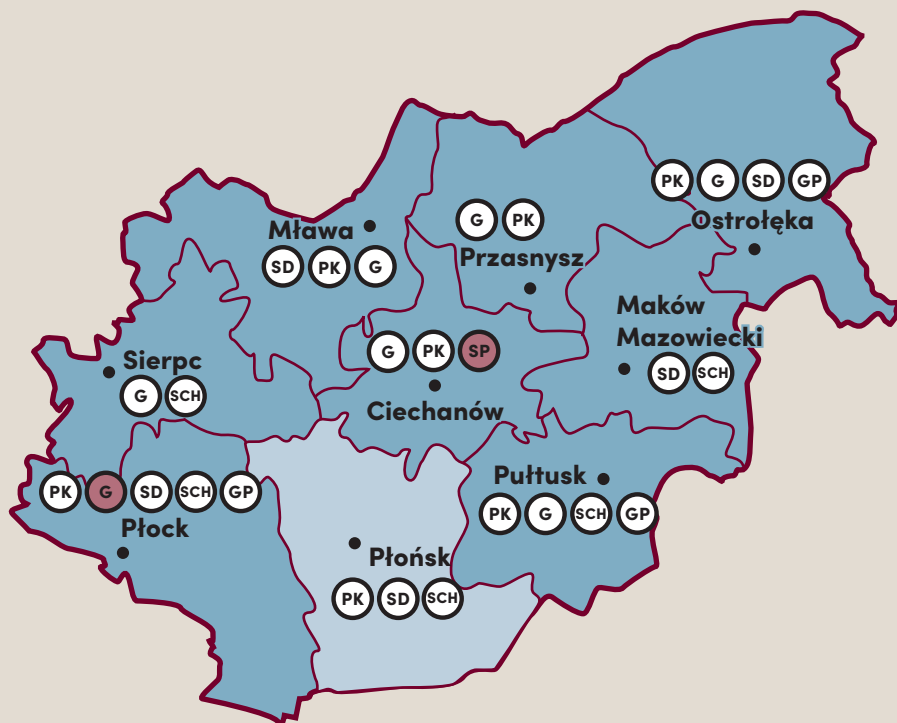 PK G SD GP
Ostrołęka
G PK
Przasnysz
Mława
SD PK G
Maków
Mazowiecki
SD SCH
G PK SP
Ciechanów
Sierpc
G SCH
PK G SD SCH GP
Płock
Pułtusk
PK G SCH GP
Płońsk
PK SD SCH